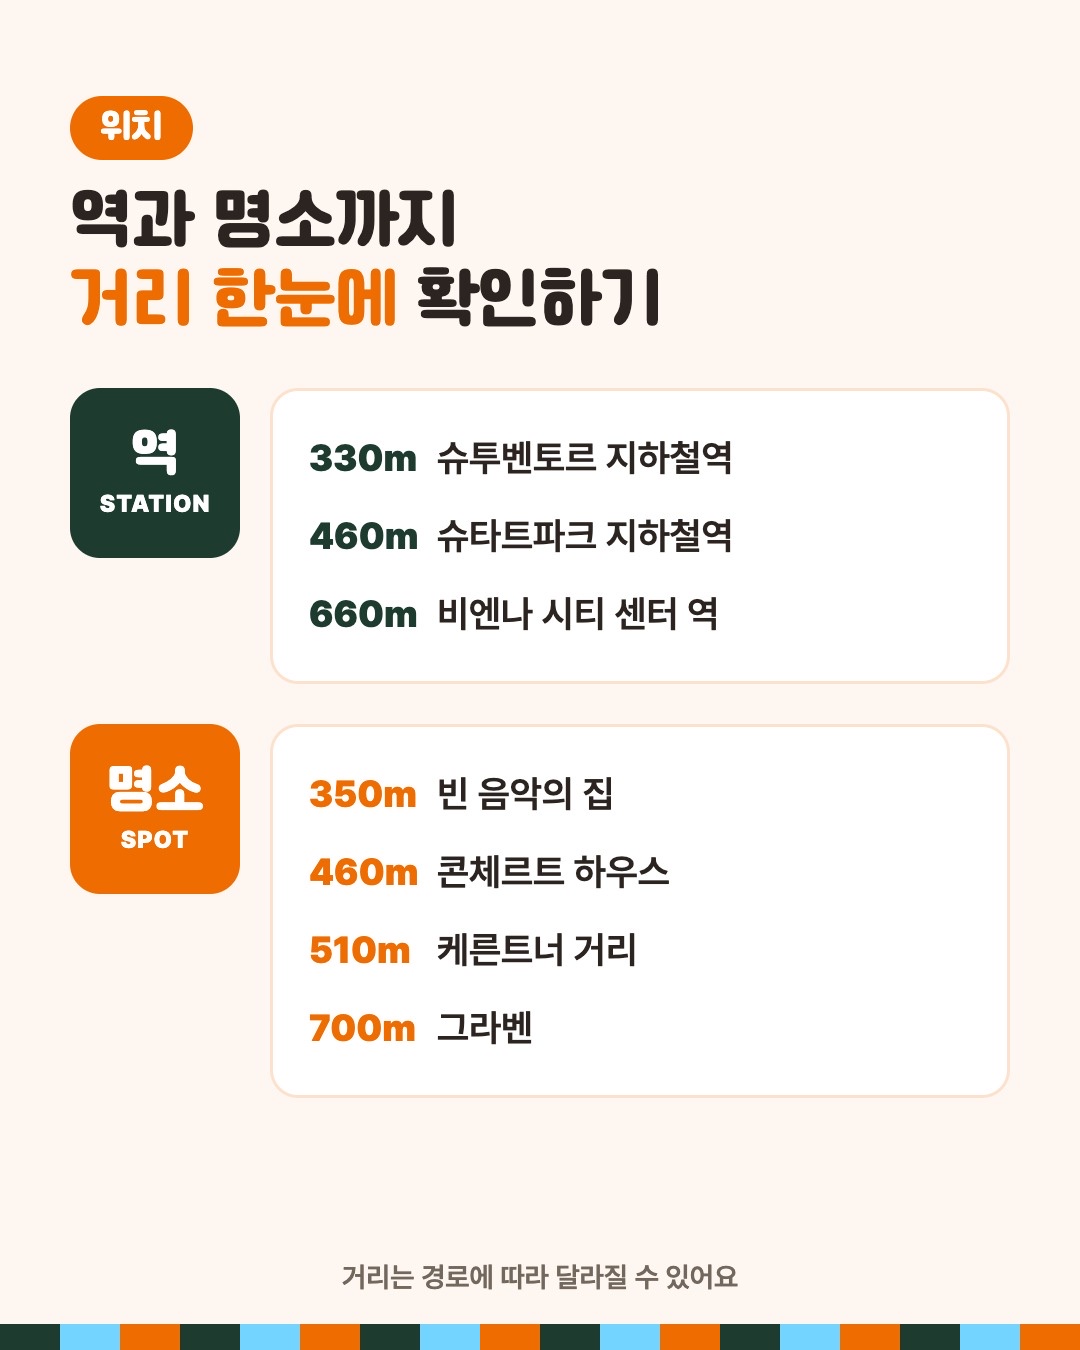 위치
역과 명소까지
거리 한눈에 확인하기
역
STATION
330m 슈투벤토르 지하철역
460m 슈타트파크 지하철역
660m 비엔나 시티 센터 역
명소
SPOT
350m 빈 음악의 집
460m 콘체르트 하우스
510m 케른트너 거리
700m 그라벤
거리는 경로에 따라 달라질 수 있어요